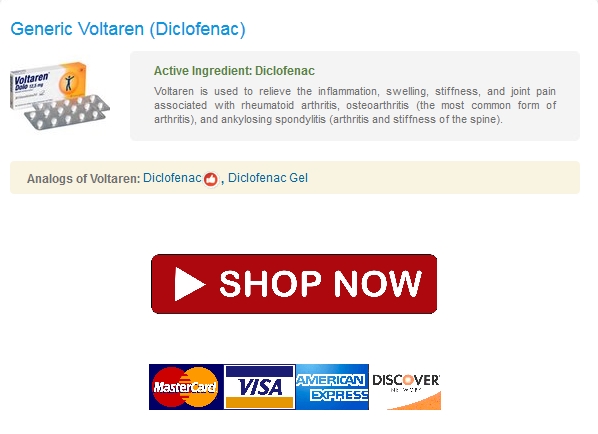 Generic Voltaren (Diclofenac)
Voltaren
Dolo 12,5 mg
Active Ingredient: Diclofenac
Voltaren is used to relieve the inflammation, swelling, stiffness, and joint pain
associated with rheumatoid arthritis, osteoarthritis (the most common form of
arthritis), and ankylosing spondylitis (arthritis and stiffness of the spine).
Analogs of Voltaren: Diclofenac , Diclofenac Gel
SHOP NOW
MasterCard VISA AMERICAN EXPRESS DISCOVER NETWORK